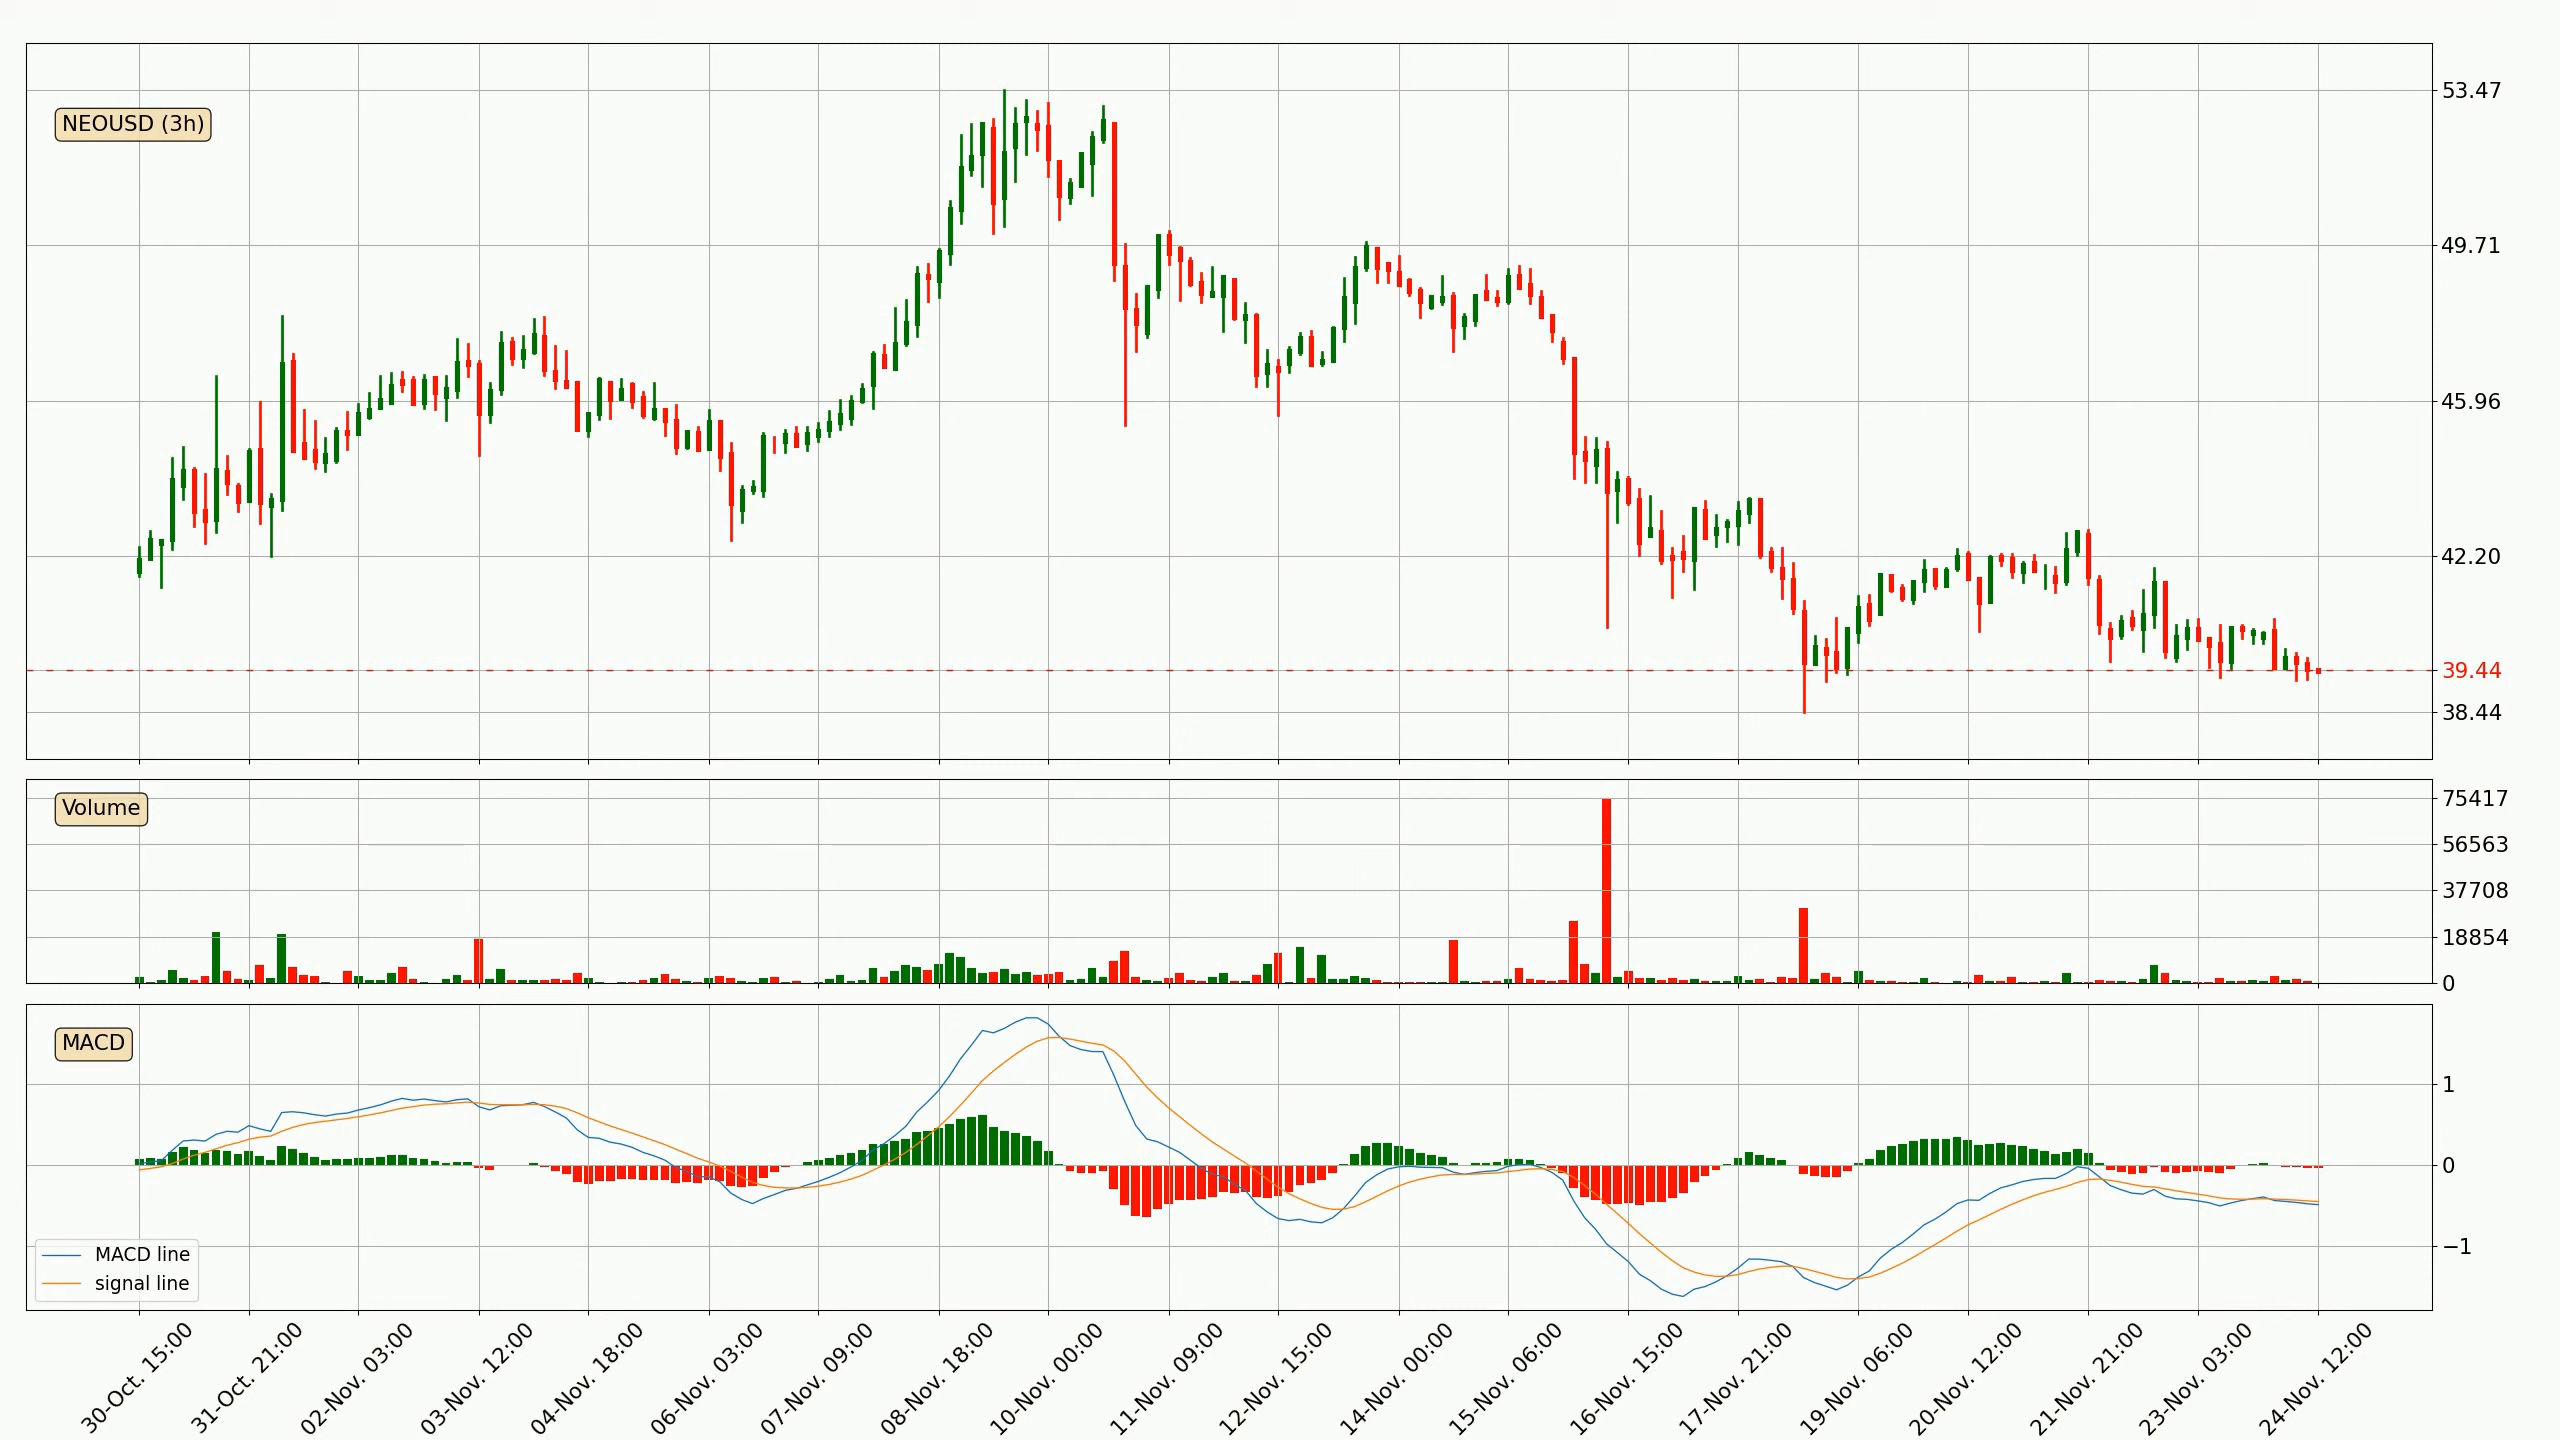 NEOUSD (3h)
53.47
49.71
45.96
42.20
39.44
38.44
Volume
75417
56563
37708
18854
0
MACD
1
0
−1
MACD line
signal line
30-Oct. 15:00
31-Oct. 21:00
02-Nov. 03:00
03-Nov. 12:00
04-Nov. 18:00
06-Nov. 03:00
07-Nov. 09:00
08-Nov. 18:00
10-Nov. 00:00
11-Nov. 09:00
12-Nov. 15:00
14-Nov. 00:00
15-Nov. 06:00
16-Nov. 15:00
17-Nov. 21:00
19-Nov. 06:00
20-Nov. 12:00
21-Nov. 21:00
23-Nov. 03:00
24-Nov. 12:00